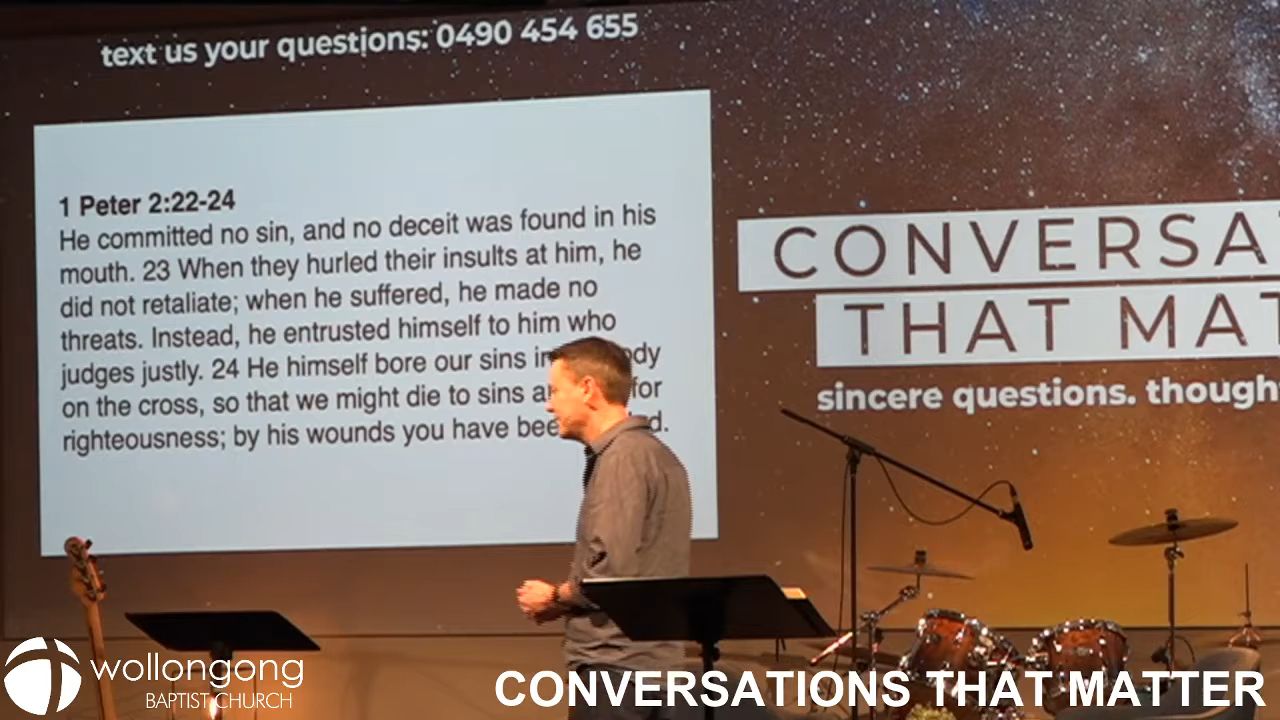 text us your questions: 0490 454 655
1 Peter 2:22-24
He committed no sin, and no deceit was found in his
mouth. 23 When they hurled their insults at him, he
did not retaliate; when he suffered, he made no
threats. Instead, he entrusted himself to him who
judges justly. 24 He himself bore our sins in
on the cross, so that we might die to sins for
righteousness; by his wounds you have
CONVERSA
THAT MAT
sincere questions. though
wollongong
BAPTIST CHURCH
CONVERSATIONS THAT MATTER